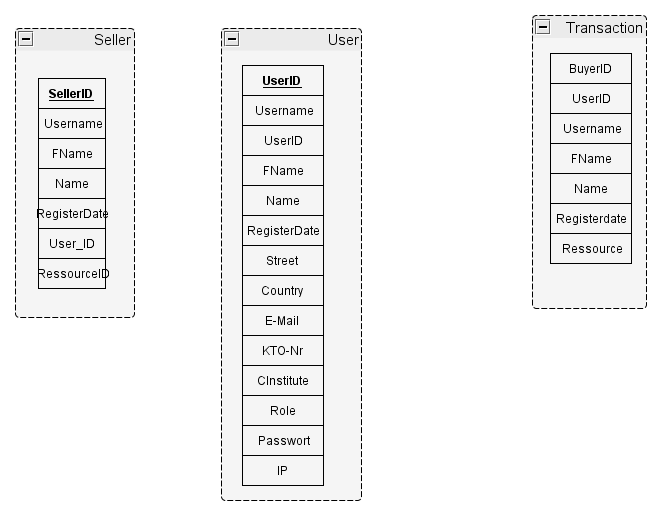 Seller
SellerID
Username
FName
Name
RegisterDate
User_ID
RessourceID
User
UserID
Username
UserID
FName
Name
RegisterDate
Street
Country
E-Mail
KTO-Nr
CInstitute
Role
Passwort
IP
Transaction
BuyerID
UserID
Username
FName
Name
Registerdate
Ressource